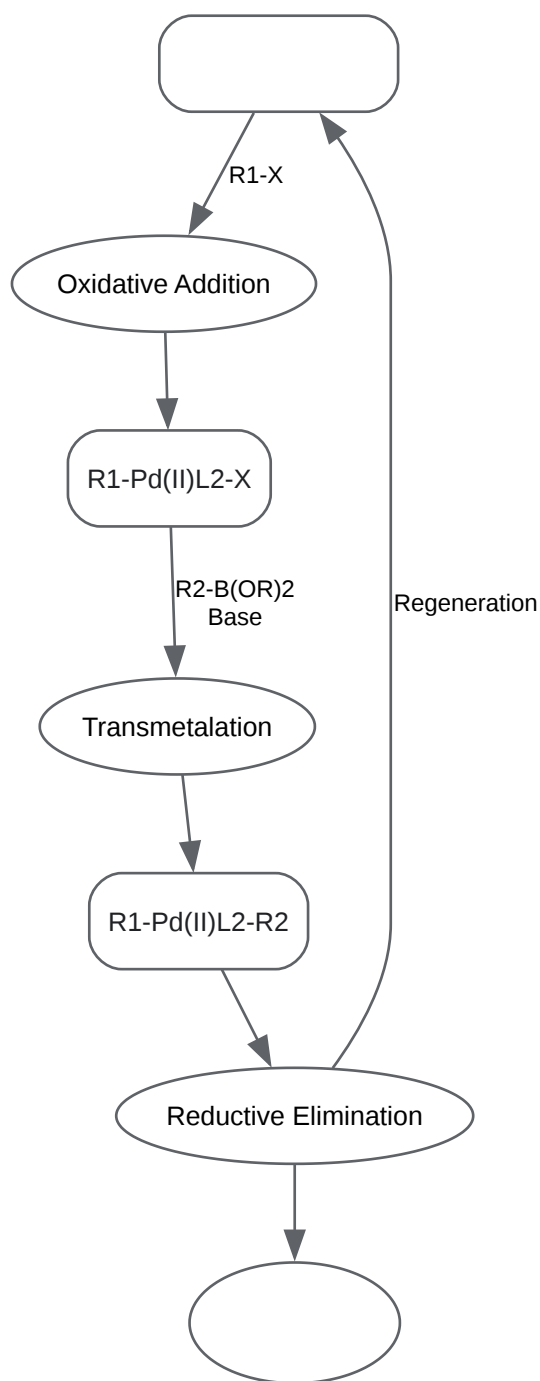 R1-X
Oxidative Addition
R1-Pd(II)L2-X
R2-B(OR)2
Base
Regeneration
Transmetalation
R1-Pd(II)L2-R2
Reductive Elimination